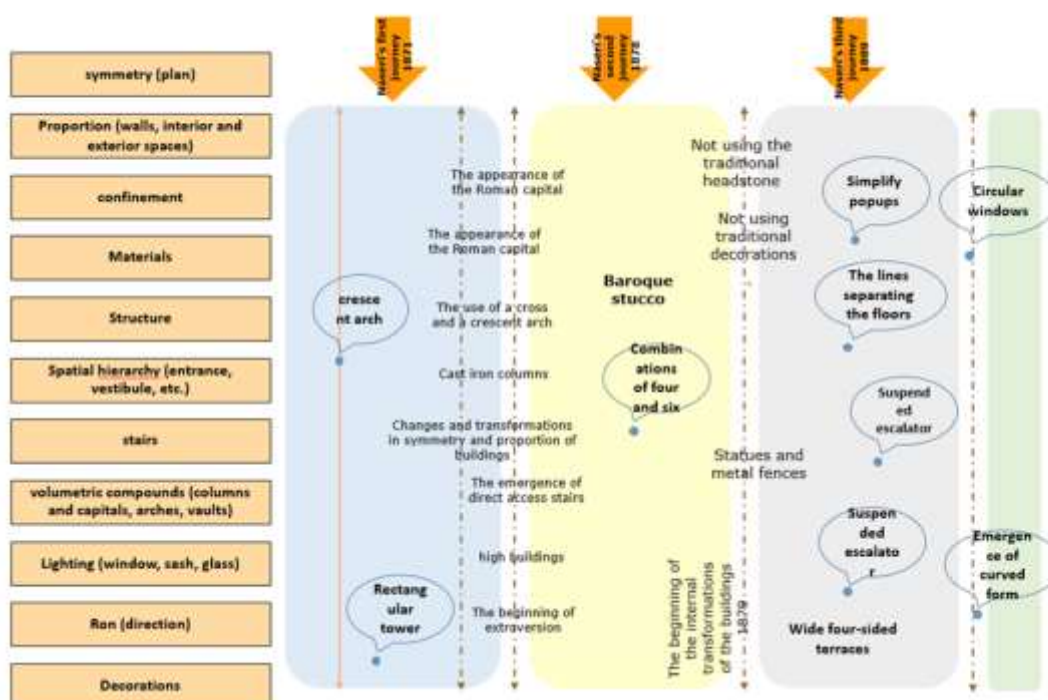 symmetry (plan)
Proportion (walls, interior and
exterior spaces)
confinement
Materials
Structure
Spatial hierarchy (entrance,
vestibule, etc.)
stairs
volumetric compounds (columns
and capitals, arches, vaults)
Lighting (window, sash, glass)
Ron (direction)
Decorations
Naseri's first
journey
1871
cresce
nt arch
Rectang
ular
tower
The appearance of
the Roman capital
The appearance of
the Roman capital
The use of a cross
and a crescent arch
Cast iron columns
Changes and transformations
in symmetry and proportion of
buildings
The emergence of
direct access stairs
high buildings
The beginning of
extroversion
Naseri's
second
journey
1878
Baroque
stucco
Combin
ations
of four
and six
Not using the
traditional
headstone
Not using
traditional
decorations
Statues and
metal fences
The beginning of
the internal
transformations
of the buildings
1879
Naseri's third
journey
1889
Simplify
popups
The lines
separating
the floors
Suspend
ed
escalator
Suspen
ded
escalato
r
Wide four-sided
terraces
Circular
windows
Emergen
ce of
curved
form